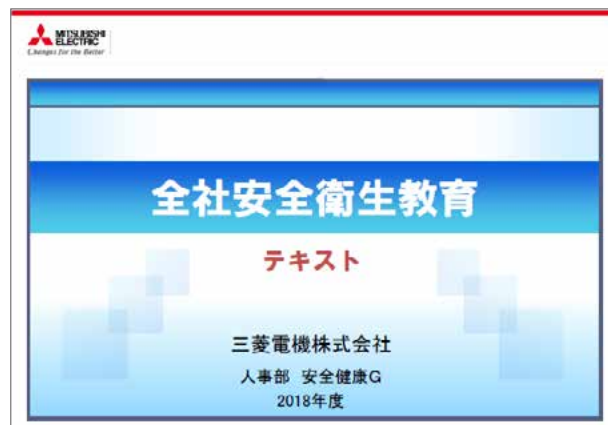 MITSUBISHI
ELECTRIC
Changes for the Better
全社安全衛生教育
テキスト
三菱電機株式会社
人事部 安全健康G
2018年度